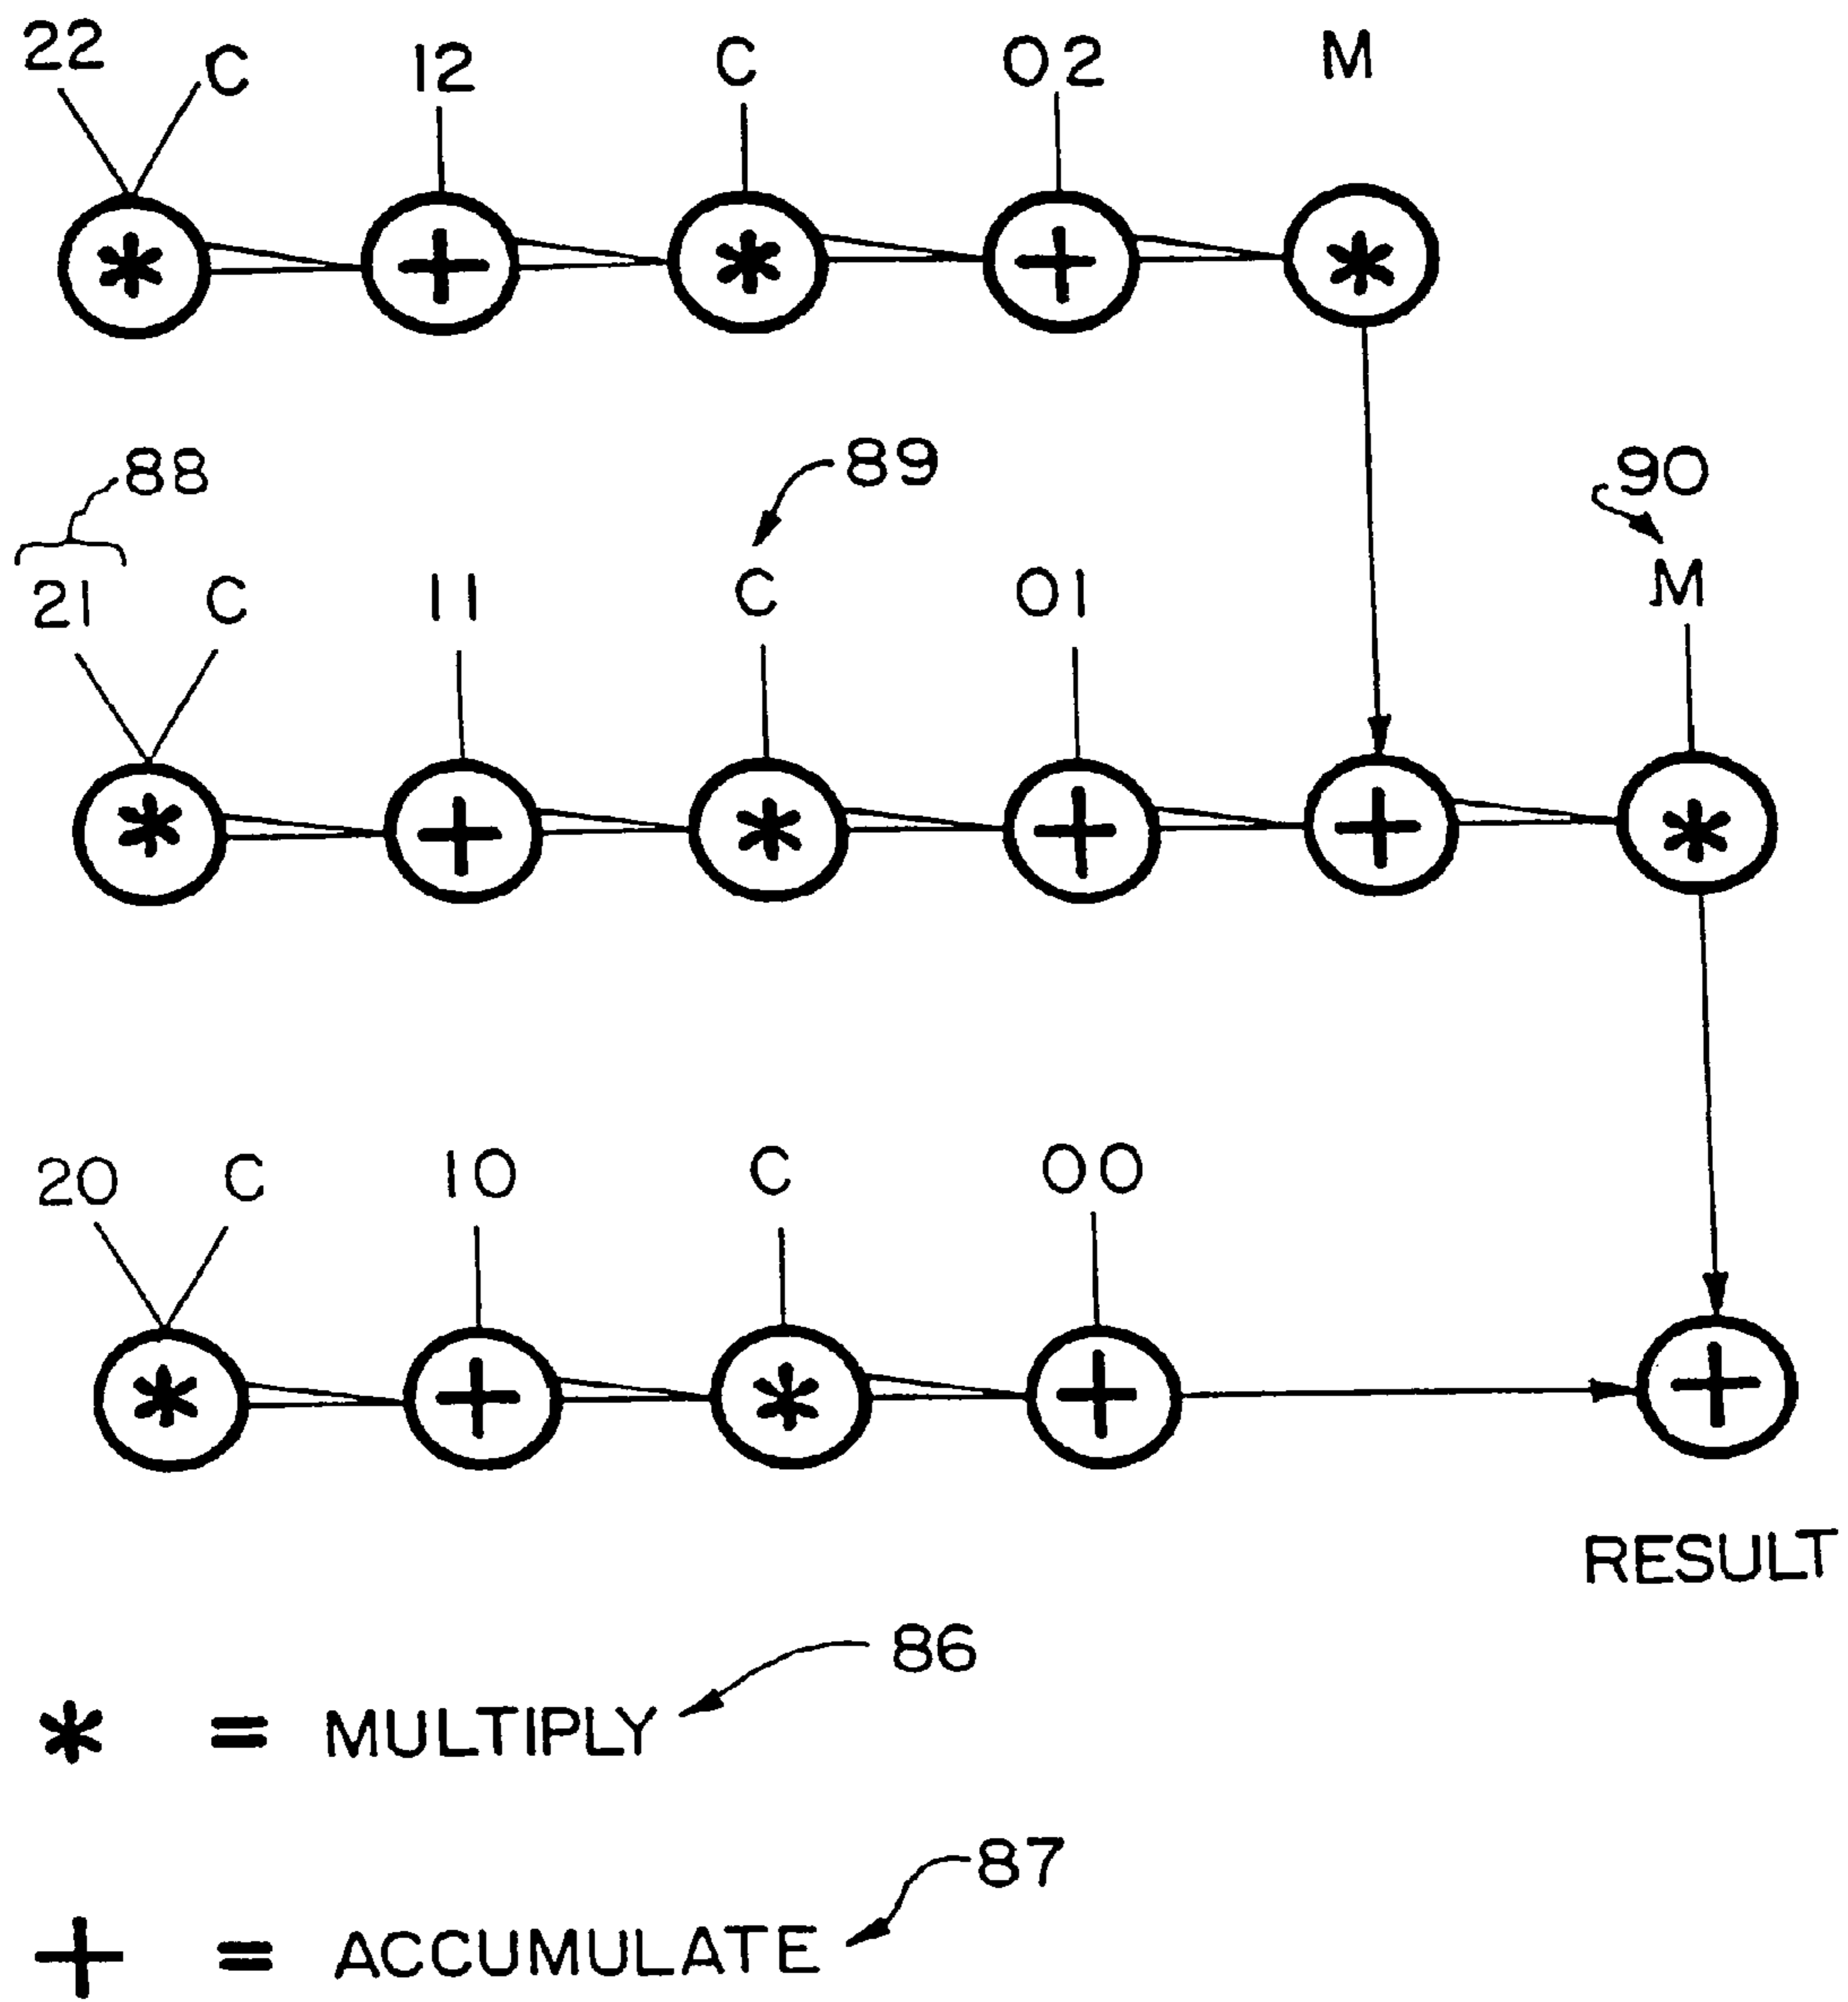 22 C 12 C 02 M
* + * + *
88 89 90
21 C 11 C 01 M
* + * + + *
20 C 10 C 00
* + * + +
RESULT
86
* = MULTIPLY
87
+ = ACCUMULATE